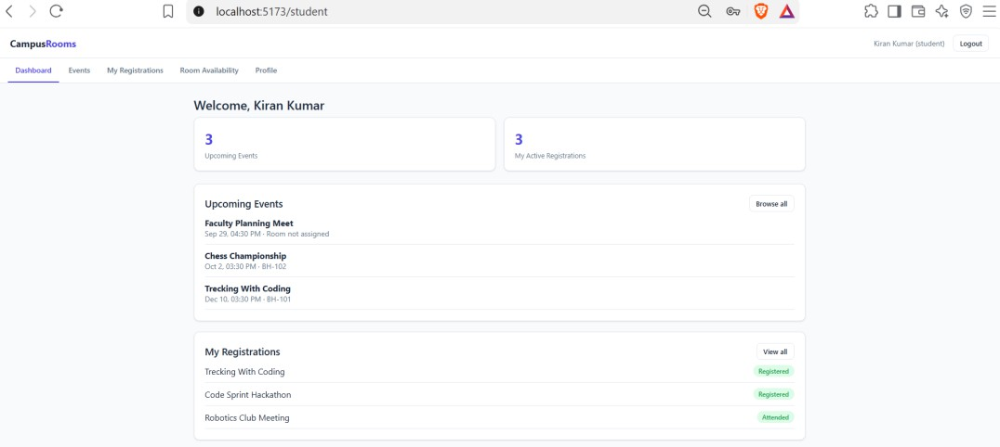 localhost:5173/student
CampusRooms
Kiran Kumar (student) Logout
Dashboard Events My Registrations Room Availability Profile
Welcome, Kiran Kumar
3 3
Upcoming Events My Active Registrations
Upcoming Events Browse all
Faculty Planning Meet
Sep 29, 04:30 PM · Room not assigned
Chess Championship
Oct 2, 03:30 PM · BH-102
Trecking With Coding
Dec 10, 03:30 PM · BH-101
My Registrations View all
Trecking With Coding Registered
Code Sprint Hackathon Registered
Robotics Club Meeting Attended